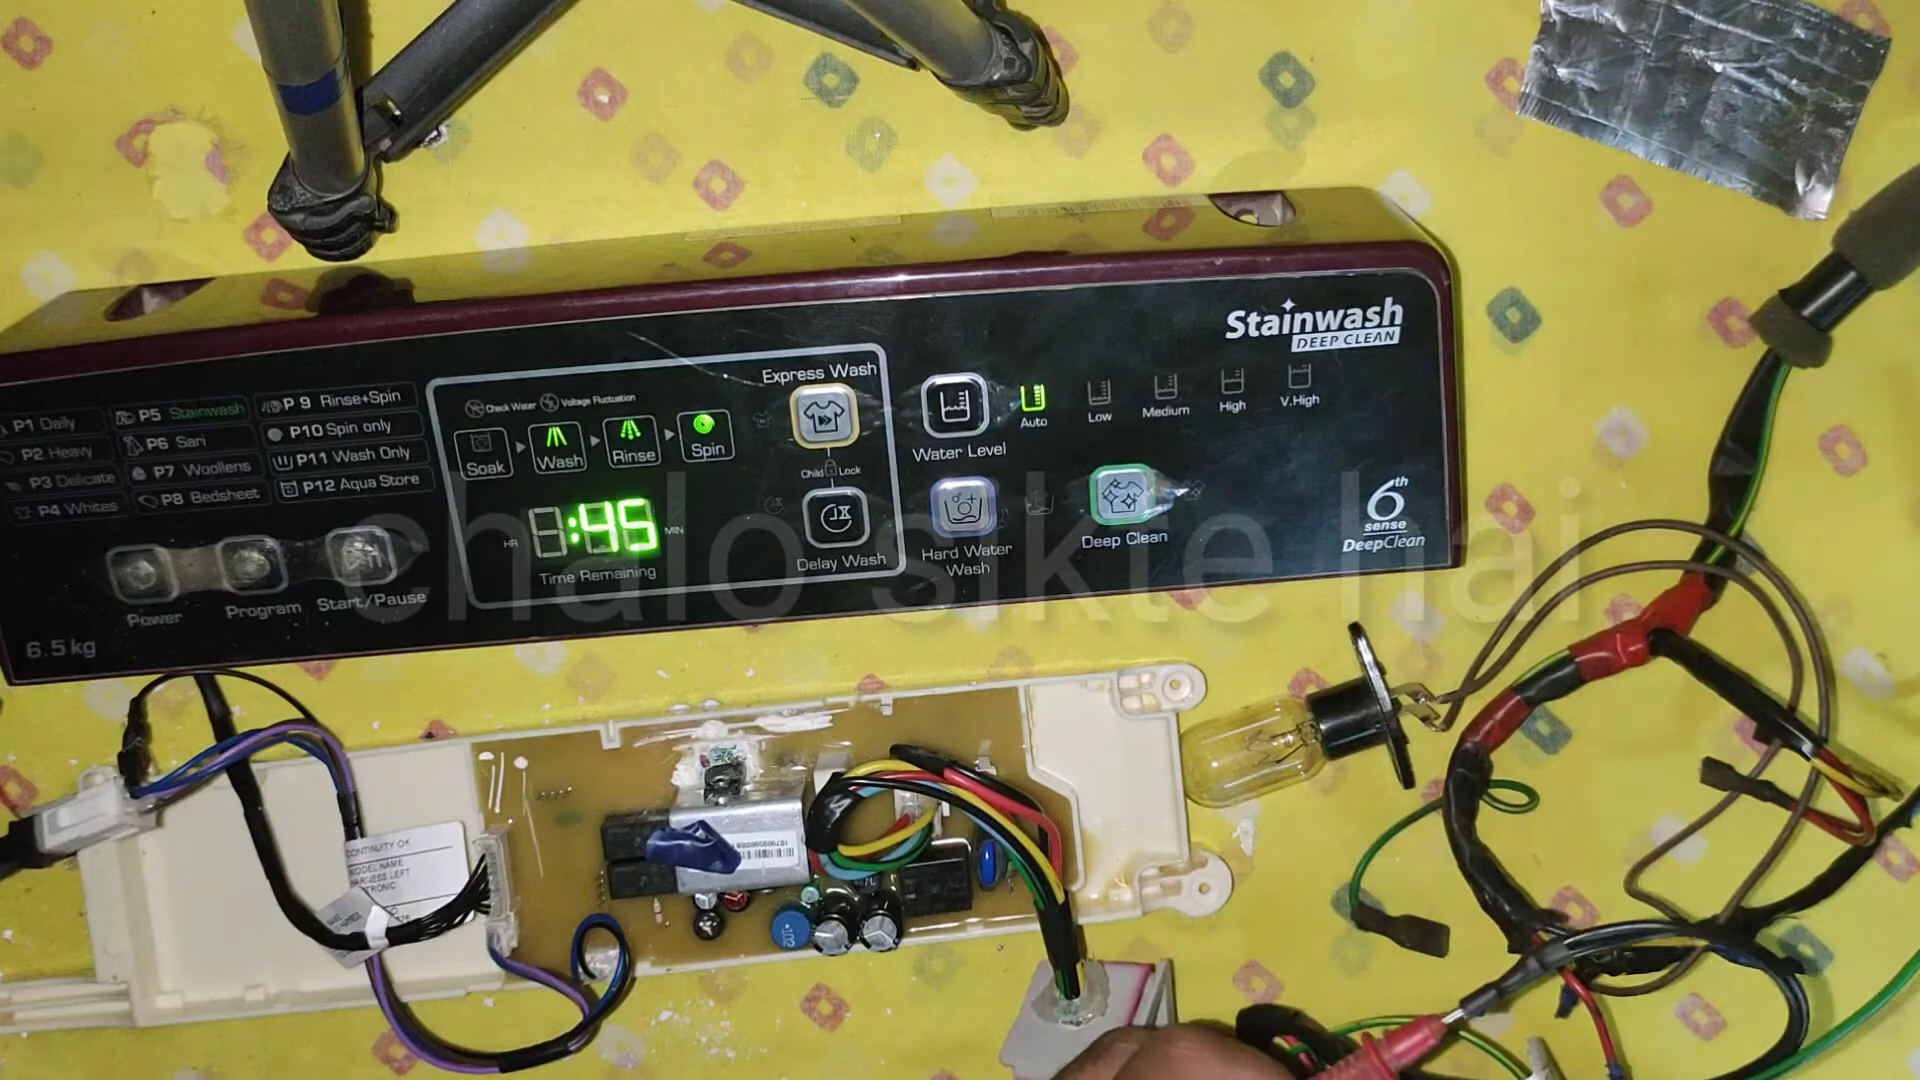 Stainwash
DEEP CLEAN
P1 Daily
P2 Heavy
P3 Delicate
P4 Whites
P5 Stainwash
P6 Sari
P7 Woollens
P8 Bedsheet
P 9 Rinse+Spin
P10 Spin only
P11 Wash Only
P12 Aqua Store
Power
Program
Start/Pause
6.5 kg
Check Water
Voltage Fluctuation
Soak
Wash
Rinse
Spin
HR
:45
MIN
Time Remaining
Express Wash
Child Lock
Delay Wash
Water Level
Auto
Low
Medium
High
V.High
Hard Water
Wash
Deep Clean
6th
sense
DeepClean
chalo sikte hai
CONTINUITY OK
MODEL NAME
HARNESS LEFT
102